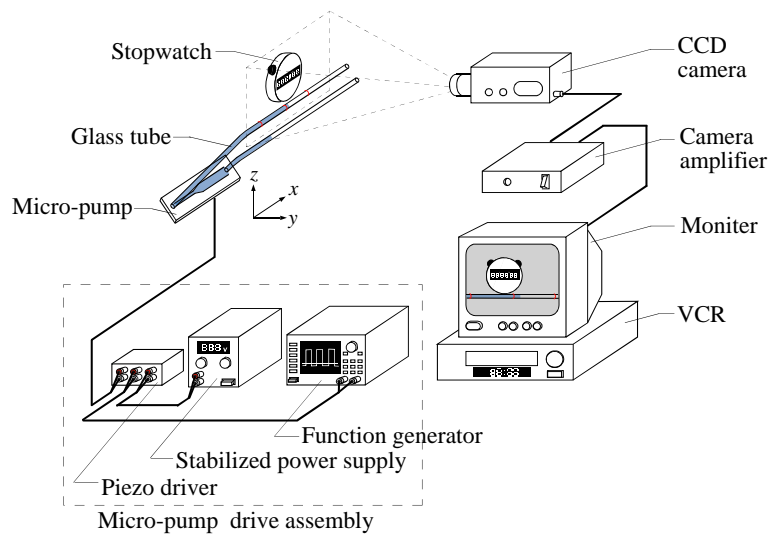 Stopwatch
CCD
camera
Glass tube
Camera
amplifier
z
x
y
Micro-pump
Moniter
VCR
Function generator
Stabilized power supply
Piezo driver
Micro-pump drive assembly